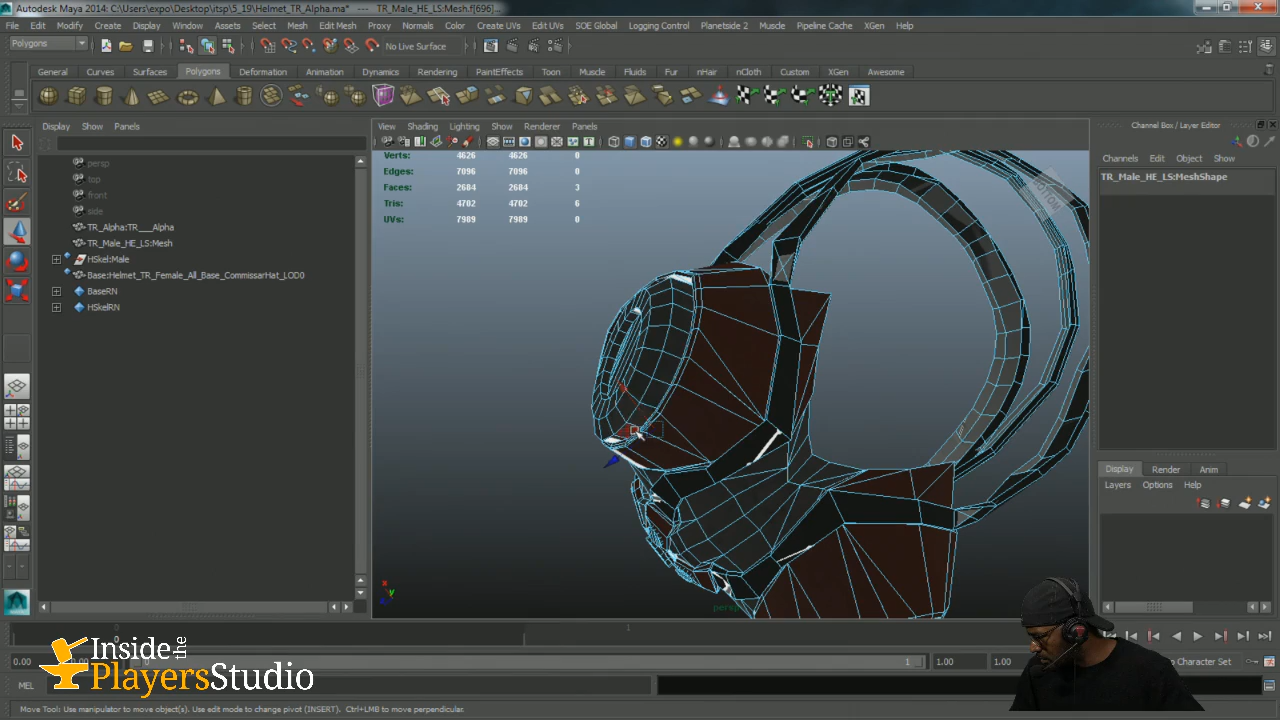 Autodesk Maya 2014: C:\Users\expo\Desktop\itsp\5_19\Helmet_TR_Alpha.ma* --- TR_Male_HE_LS:Mesh.f[696]...
File Edit Modify Create Display Window Assets Select Mesh Edit Mesh Proxy Normals Color Create UVs Edit UVs SOE Global Logging Control Planetside 2 Muscle Pipeline Cache XGen Help
Polygons
No Live Surface
General Curves Surfaces Polygons Deformation Animation Dynamics Rendering PaintEffects Toon Muscle Fluids Fur nHair nCloth Custom XGen Awesome
Display Show Panels
View Shading Lighting Show Renderer Panels
Channel Box / Layer Editor
Channels Edit Object Show
TR_Male_HE_LS:MeshShape
persp
top
front
side
TR_Alpha:TR___Alpha
TR_Male_HE_LS:Mesh
HSkel:Male
Base:Helmet_TR_Female_All_Base_CommissarHat_LOD0
BaseRN
HSkelRN
Verts: 4626 4626 0
Edges: 7096 7096 0
Faces: 2684 2684 3
Tris: 4702 4702 6
UVs: 7989 7989 0
BOTTOM
x
y
persp
Display Render Anim
Layers Options Help
0
1
0.00
0
1
1.00
1.00
Character Set
MEL
Inside the
PlayersStudio
Move Tool: Use manipulator to move object(s). Use edit mode to change pivot (INSERT). Ctrl+LMB to move perpendicular.